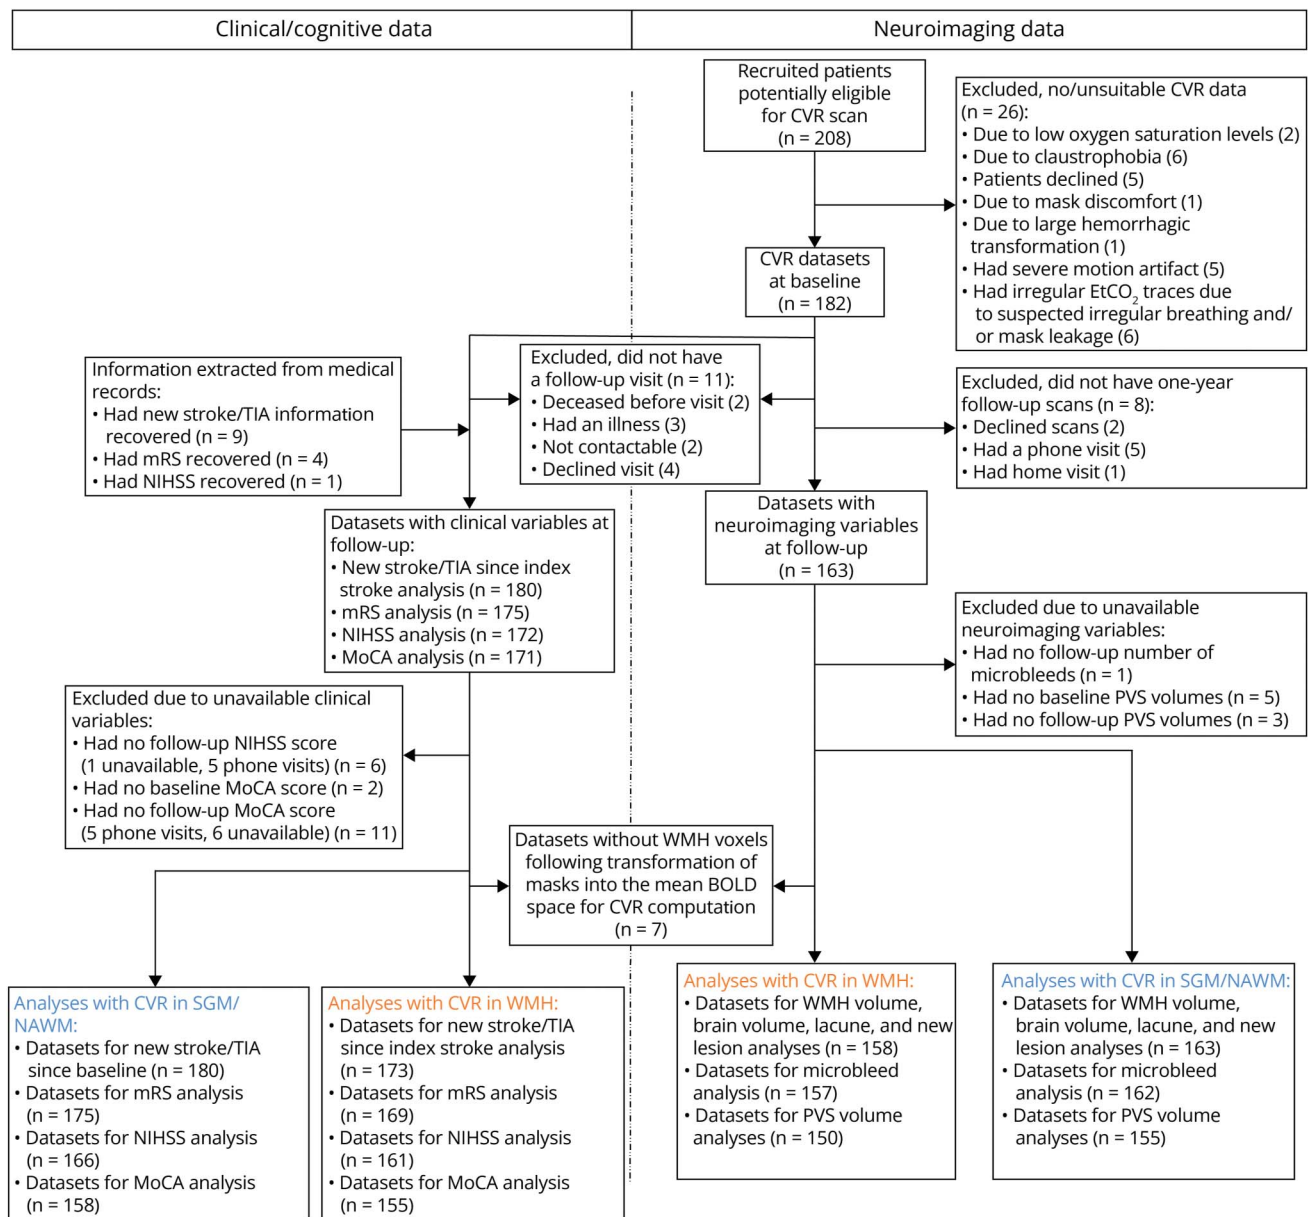 Clinical/cognitive data
Neuroimaging data
Recruited patients
potentially eligible
for CVR scan
(n = 208)
Excluded, no/unsuitable CVR data
(n = 26):
• Due to low oxygen saturation levels (2)
• Due to claustrophobia (6)
• Patients declined (5)
• Due to mask discomfort (1)
• Due to large hemorrhagic
transformation (1)
• Had severe motion artifact (5)
• Had irregular EtCO2 traces due
to suspected irregular breathing and/
or mask leakage (6)
CVR datasets
at baseline
(n = 182)
Information extracted from medical
records:
• Had new stroke/TIA information
recovered (n = 9)
• Had mRS recovered (n = 4)
• Had NIHSS recovered (n = 1)
Excluded, did not have
a follow-up visit (n = 11):
• Deceased before visit (2)
• Had an illness (3)
• Not contactable (2)
• Declined visit (4)
Excluded, did not have one-year
follow-up scans (n = 8):
• Declined scans (2)
• Had a phone visit (5)
• Had home visit (1)
Datasets with clinical variables at
follow-up:
• New stroke/TIA since index
stroke analysis (n = 180)
• mRS analysis (n = 175)
• NIHSS analysis (n = 172)
• MoCA analysis (n = 171)
Datasets with
neuroimaging variables
at follow-up
(n = 163)
Excluded due to unavailable
neuroimaging variables:
• Had no follow-up number of
microbleeds (n = 1)
• Had no baseline PVS volumes (n = 5)
• Had no follow-up PVS volumes (n = 3)
Excluded due to unavailable clinical
variables:
• Had no follow-up NIHSS score
(1 unavailable, 5 phone visits) (n = 6)
• Had no baseline MoCA score (n = 2)
• Had no follow-up MoCA score
(5 phone visits, 6 unavailable) (n = 11)
Datasets without WMH voxels
following transformation of
masks into the mean BOLD
space for CVR computation
(n = 7)
Analyses with CVR in SGM/
NAWM:
• Datasets for new stroke/TIA
since baseline (n = 180)
• Datasets for mRS analysis
(n = 175)
• Datasets for NIHSS analysis
(n = 166)
• Datasets for MoCA analysis
(n = 158)
Analyses with CVR in WMH:
• Datasets for new stroke/TIA
since index stroke analysis
(n = 173)
• Datasets for mRS analysis
(n = 169)
• Datasets for NIHSS analysis
(n = 161)
• Datasets for MoCA analysis
(n = 155)
Analyses with CVR in WMH:
• Datasets for WMH volume,
brain volume, lacune, and new
lesion analyses (n = 158)
• Datasets for microbleed
analysis (n = 157)
• Datasets for PVS volume
analyses (n = 150)
Analyses with CVR in SGM/NAWM:
• Datasets for WMH volume,
brain volume, lacune, and new
lesion analyses (n = 163)
• Datasets for microbleed
analysis (n = 162)
• Datasets for PVS volume
analyses (n = 155)